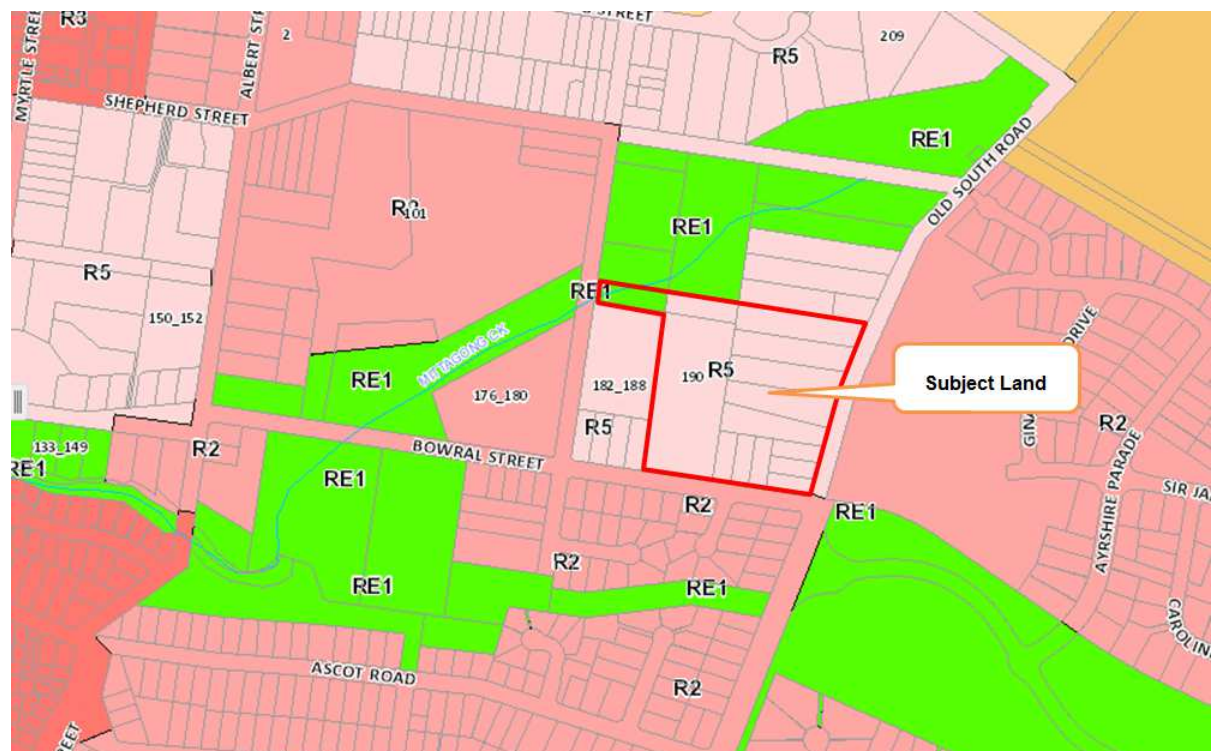 R3
MYRTLE STREET
ALBERT
2
STREET
R5
209
SHEPHERD STREET
RE1
OLD SOUTH ROAD
101
RE1
R5
RE1
150_152
MITTAGONG CK
DRIVE
RE1
182_188
190
R5
Subject Land
176_180
R5
R2
133_149
RE1
R2
BOWRAL STREET
AYRSHIRE PARADE
RE1
R2
RE1
R2
RE1
RE1
ASCOT ROAD
R2